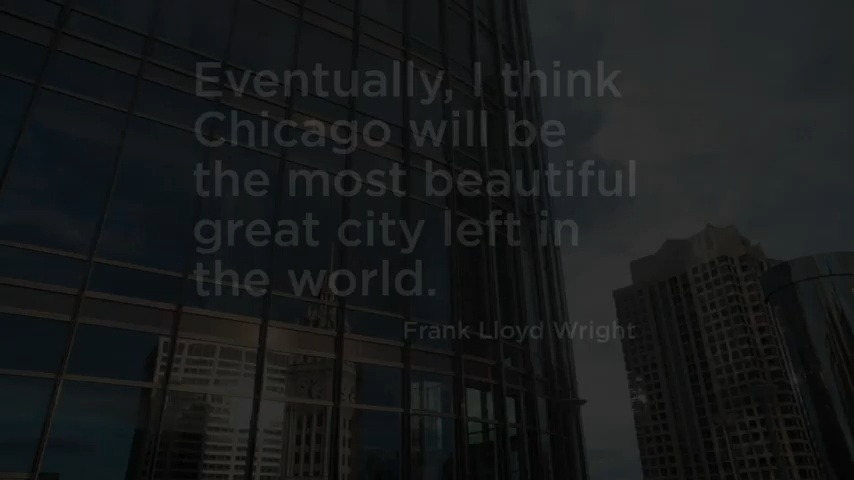 Eventually, I think
Chicago will be
the most beautiful
great city left in
the world.
Frank Lloyd Wright